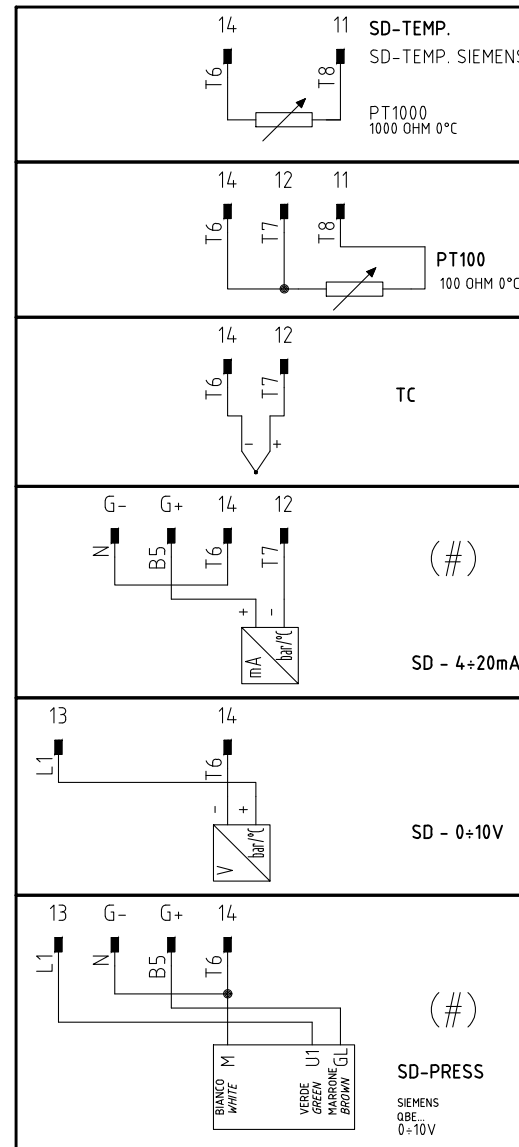 14 11 SD-TEMP.
SD-TEMP. SIEMENS
T6 T8
PT1000
1000 OHM 0°C
14 12 11
T6 T7 T8
PT100
100 OHM 0°C
14 12
T6 T7
TC
- +
G- G+ 14 12
N B5 T6 T7
(#)
+ -
mA bar/°C
SD - 4÷20mA
13 14
L1 T6
- +
V bar/°C
SD - 0÷10V
13 G- G+ 14
L1 N B5 T6
(#)
M U1 GL
BIANCO VERDE MARRONE
WHITE GREEN BROWN
SD-PRESS
SIEMENS
QBE...
0÷10V